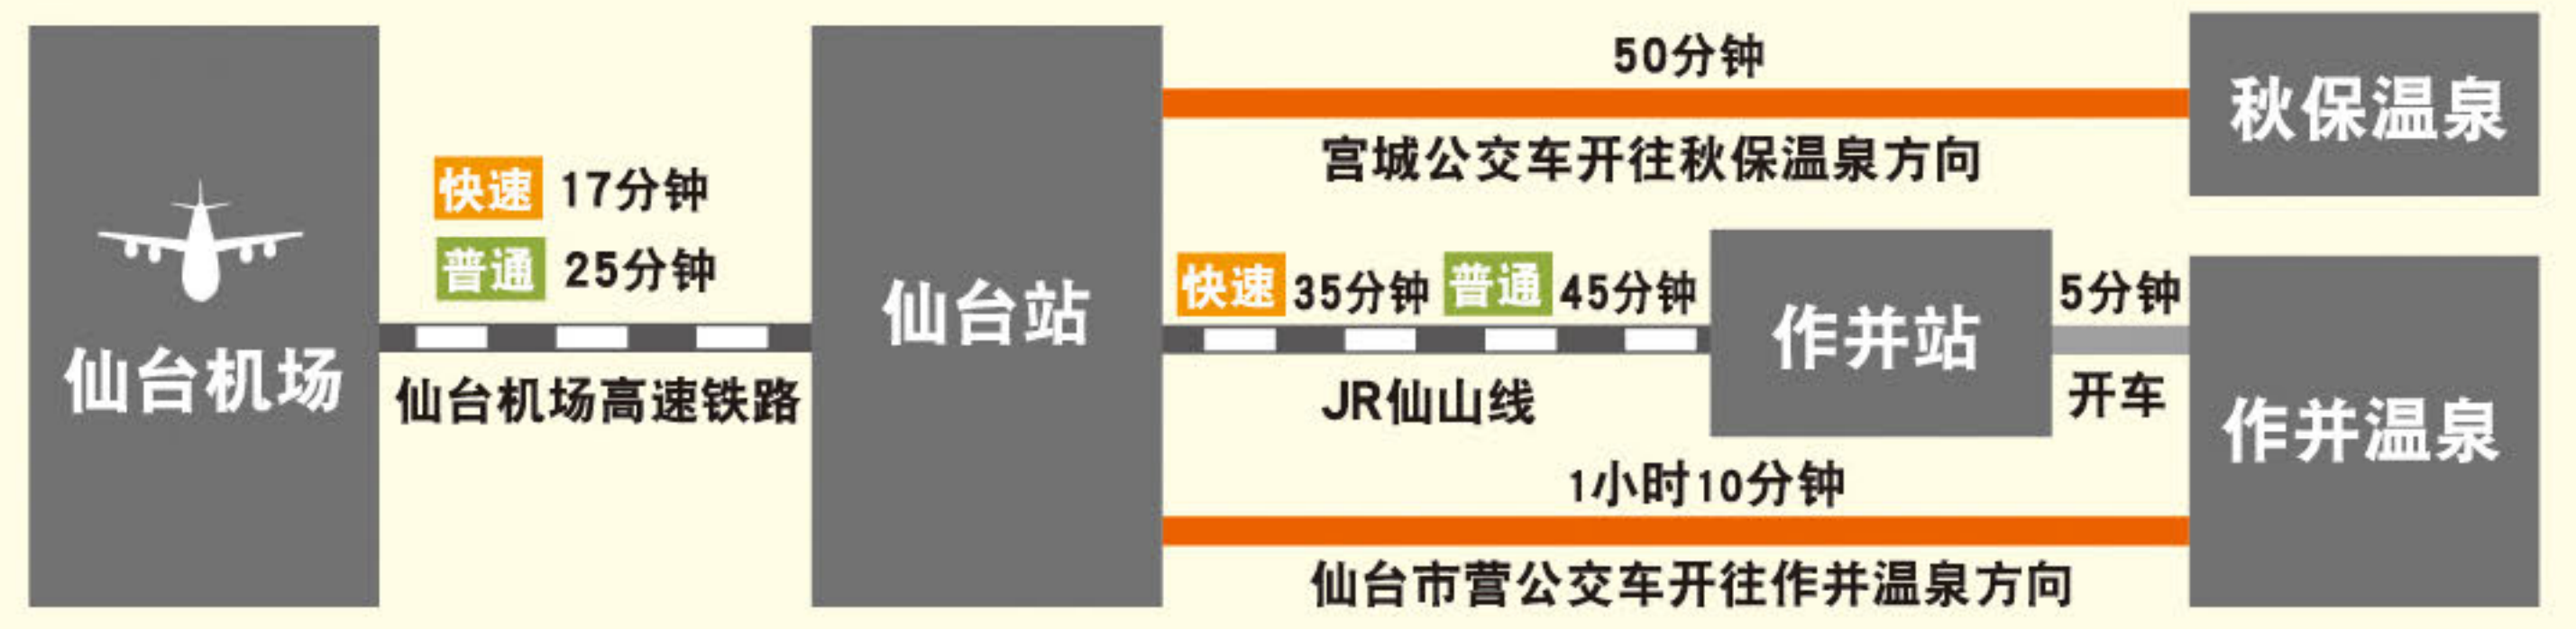 仙台机场
快速 17分钟
普通 25分钟
仙台机场高速铁路
仙台站
50分钟
宫城公交车开往秋保温泉方向
秋保温泉
快速 35分钟 普通 45分钟
JR仙山线
作并站
5分钟
开车
1小时10分钟
仙台市营公交车开往作并温泉方向
作并温泉